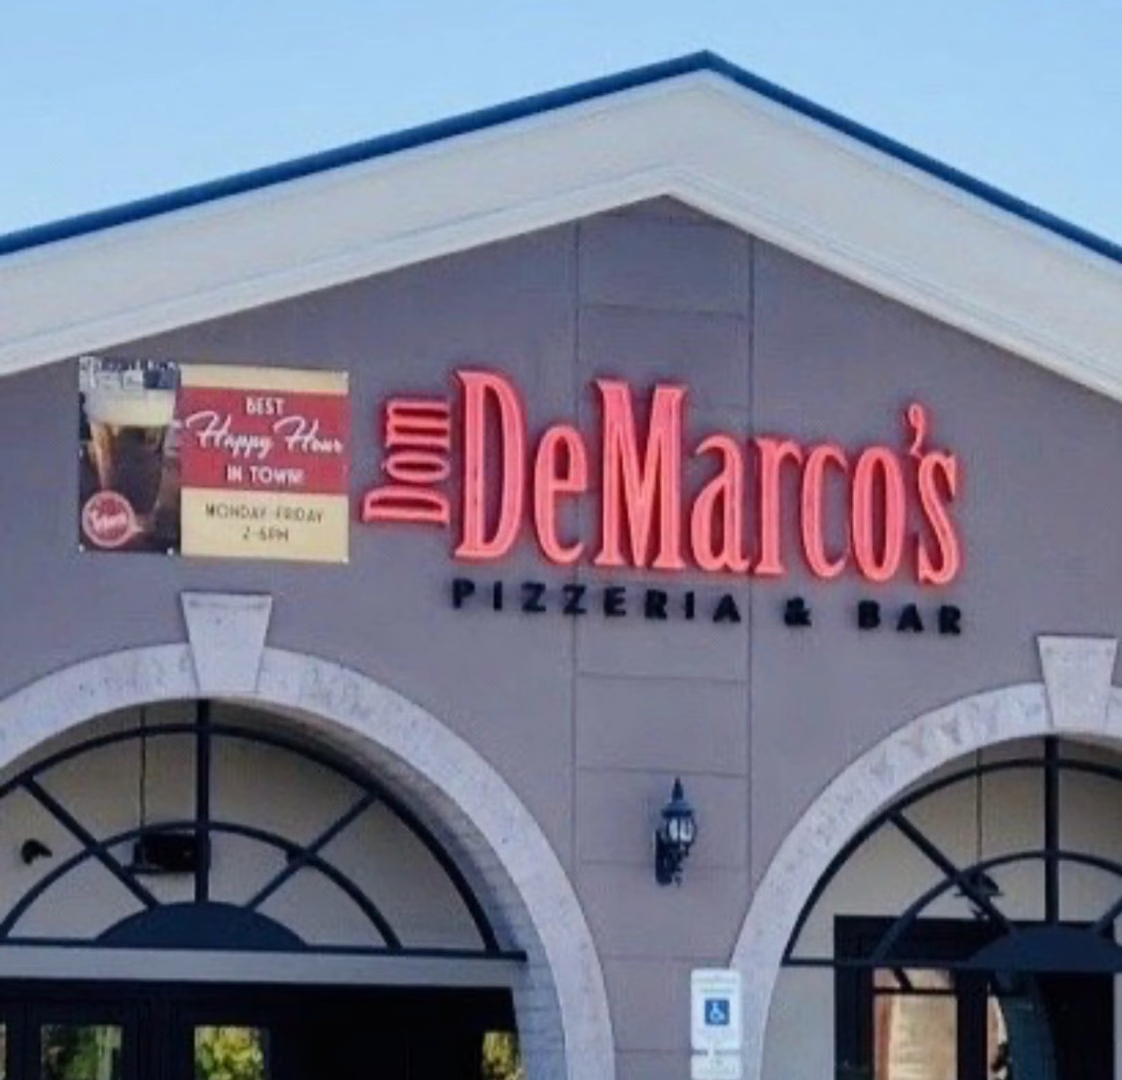 BEST
Happy Hour
IN TOWN!
MONDAY-FRIDAY
2-6PM
Dom
DeMarco's
PIZZERIA & BAR